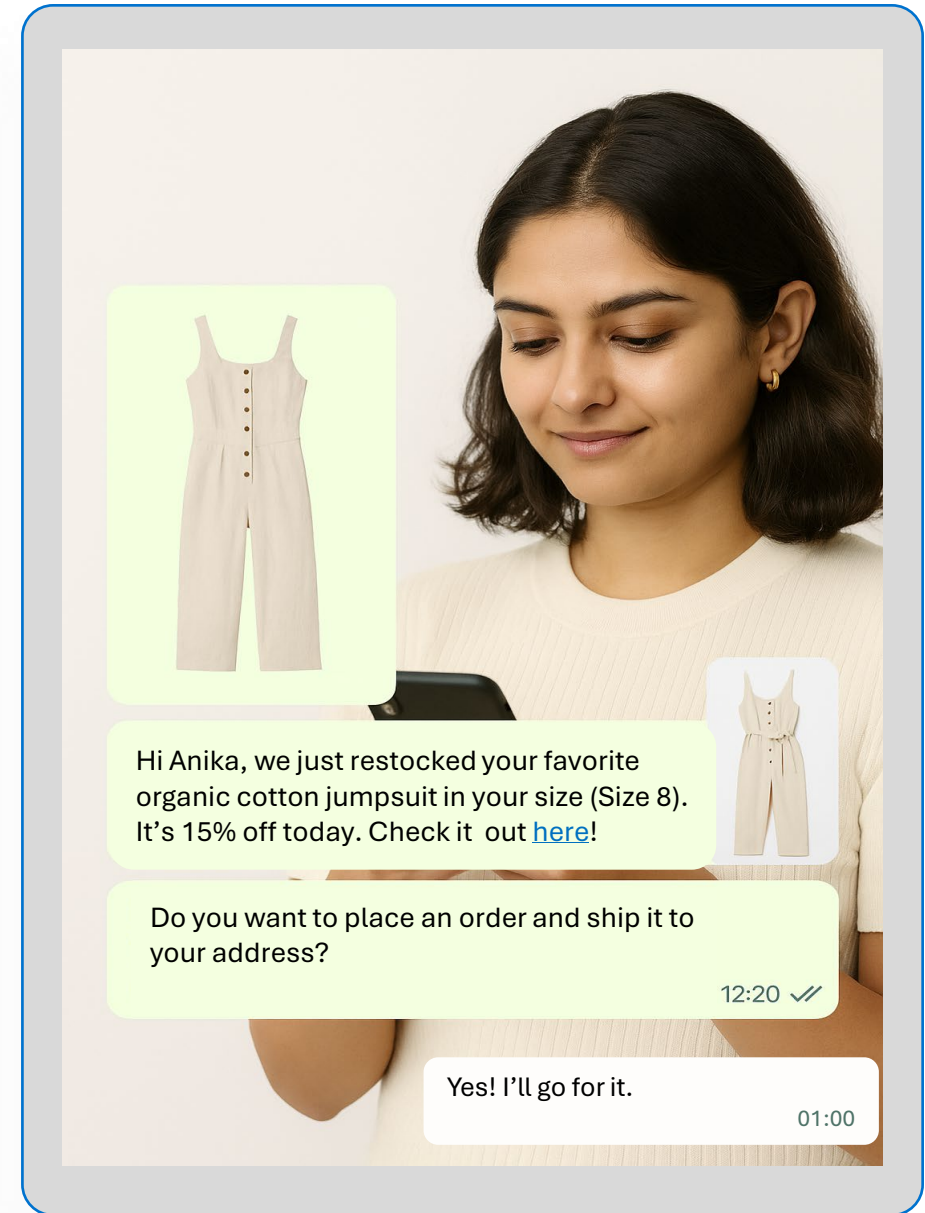 Hi Anika, we just restocked your favorite
organic cotton jumpsuit in your size (Size 8).
It’s 15% off today. Check it  out here!
Do you want to place an order and ship it to
your address?
12:20
Yes! I’ll go for it.
01:00